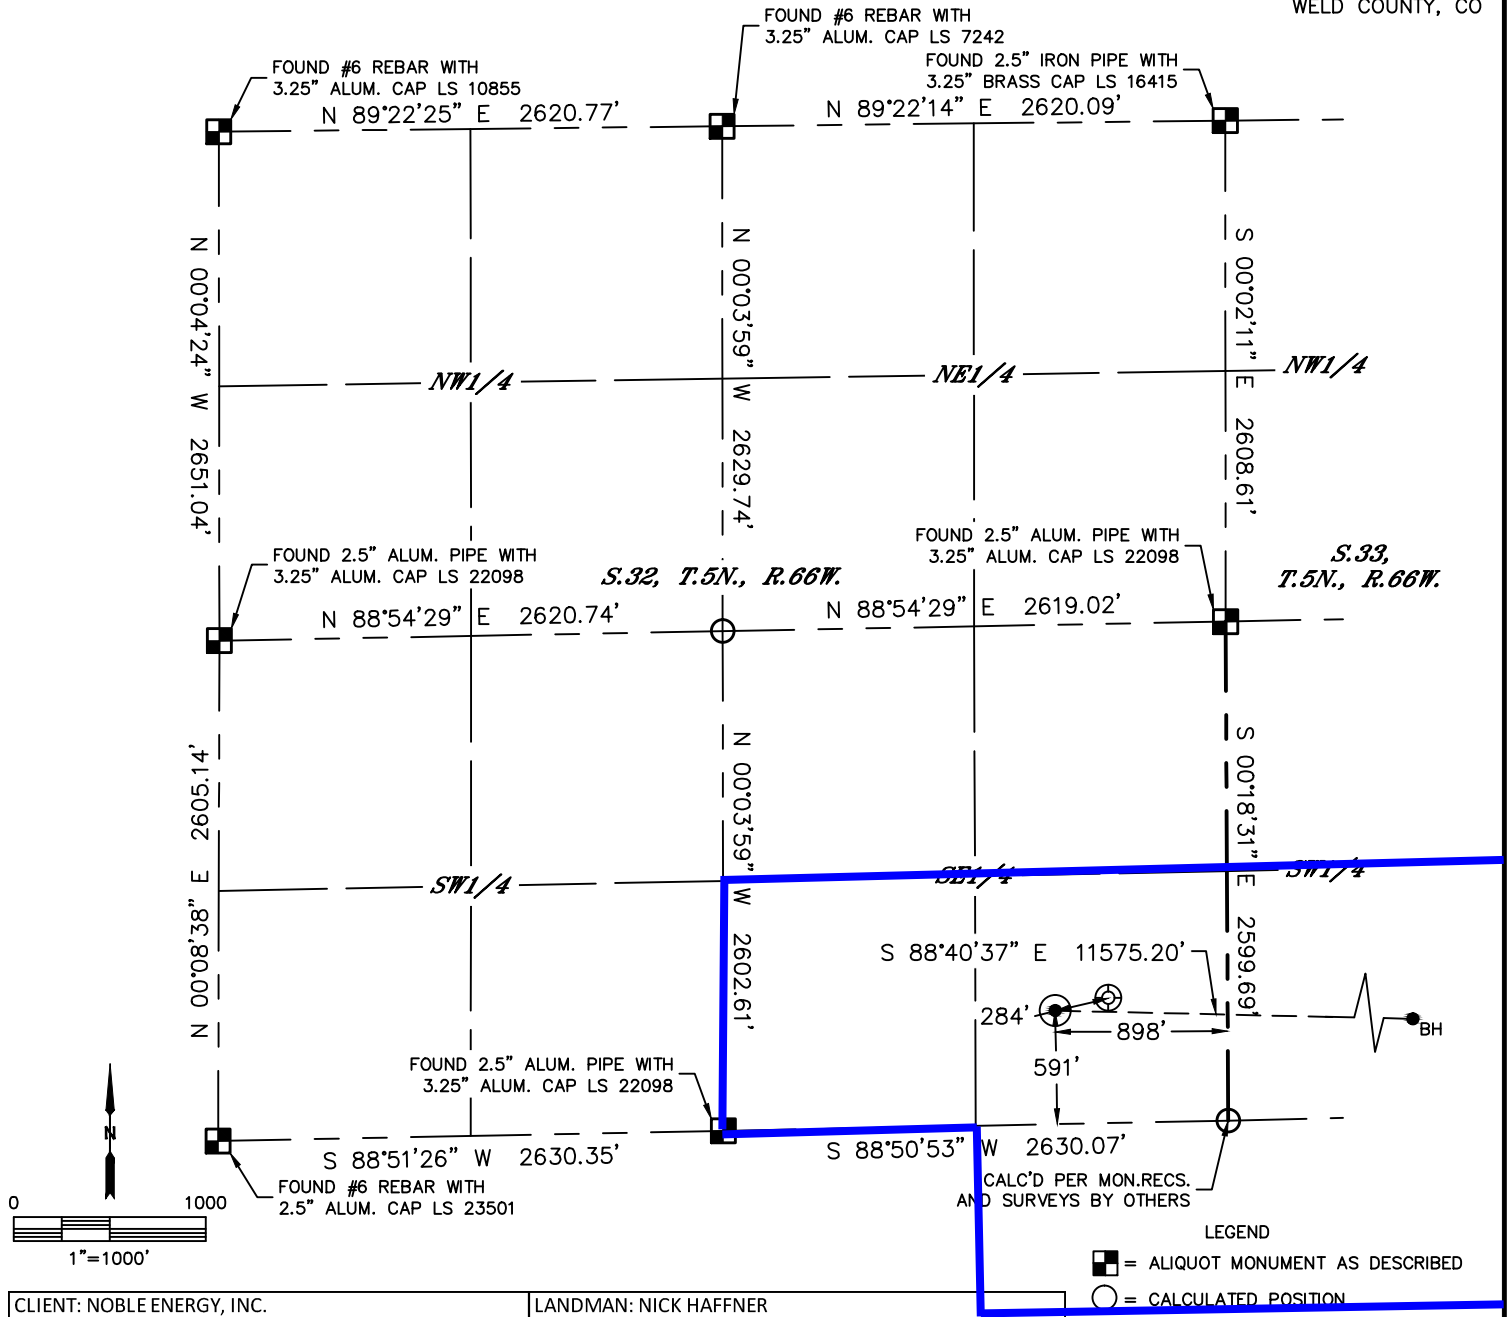 WELD COUNTY, CO
FOUND #6 REBAR WITH
3.25" ALUM. CAP LS 7242
FOUND 2.5" IRON PIPE WITH
3.25" BRASS CAP LS 16415
FOUND #6 REBAR WITH
3.25" ALUM. CAP LS 10855
N 89°22'25" E 2620.77'
N 89°22'14" E 2620.09'
N 00°04'24" W 2651.04'
N 00°03'59" W 2629.74'
S 00°02'11" E 2608.61'
NW1/4
NE1/4
NW1/4
FOUND 2.5" ALUM. PIPE WITH
3.25" ALUM. CAP LS 22098
FOUND 2.5" ALUM. PIPE WITH
3.25" ALUM. CAP LS 22098
S.32, T.5N., R.66W.
S.33,
T.5N., R.66W.
N 88°54'29" E 2620.74'
N 88°54'29" E 2619.02'
N 00°08'38" E 2605.14'
N 00°03'59" W 2602.61'
S 00°18'31" E 2599.69'
SW1/4
SE1/4
SW1/4
S 88°40'37" E 11575.20'
284'
898'
BH
591'
FOUND 2.5" ALUM. PIPE WITH
3.25" ALUM. CAP LS 22098
N
S 88°51'26" W 2630.35'
S 88°50'53" W 2630.07'
FOUND #6 REBAR WITH
2.5" ALUM. CAP LS 23501
CALC'D PER MON.RECS.
AND SURVEYS BY OTHERS
0 1000
1"=1000'
LEGEND
= ALIQUOT MONUMENT AS DESCRIBED
= CALCULATED POSITION
CLIENT: NOBLE ENERGY, INC.
LANDMAN: NICK HAFFNER